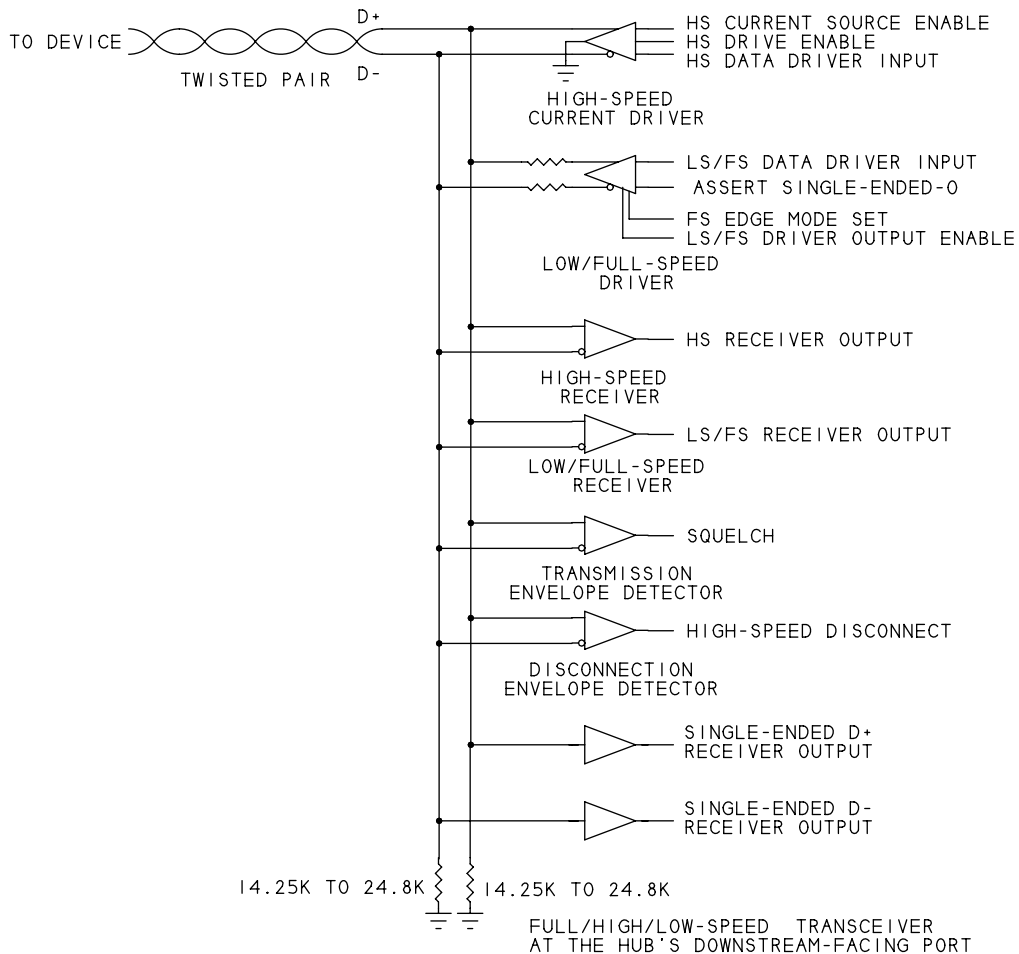 D+
TO DEVICE
D-
TWISTED PAIR
HS CURRENT SOURCE ENABLE
HS DRIVE ENABLE
HS DATA DRIVER INPUT
HIGH-SPEED
CURRENT DRIVER
LS/FS DATA DRIVER INPUT
ASSERT SINGLE-ENDED-0
FS EDGE MODE SET
LS/FS DRIVER OUTPUT ENABLE
LOW/FULL-SPEED
DRIVER
HS RECEIVER OUTPUT
HIGH-SPEED
RECEIVER
LS/FS RECEIVER OUTPUT
LOW/FULL-SPEED
RECEIVER
SQUELCH
TRANSMISSION
ENVELOPE DETECTOR
HIGH-SPEED DISCONNECT
DISCONNECTION
ENVELOPE DETECTOR
SINGLE-ENDED D+
RECEIVER OUTPUT
SINGLE-ENDED D-
RECEIVER OUTPUT
14.25K TO 24.8K
14.25K TO 24.8K
FULL/HIGH/LOW-SPEED TRANSCEIVER
AT THE HUB'S DOWNSTREAM-FACING PORT